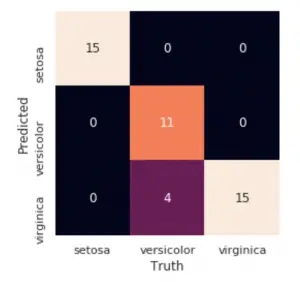 setosa 15 0 0
versicolor 0 11 0
virginica 0 4 15
Predicted
setosa versicolor virginica
Truth